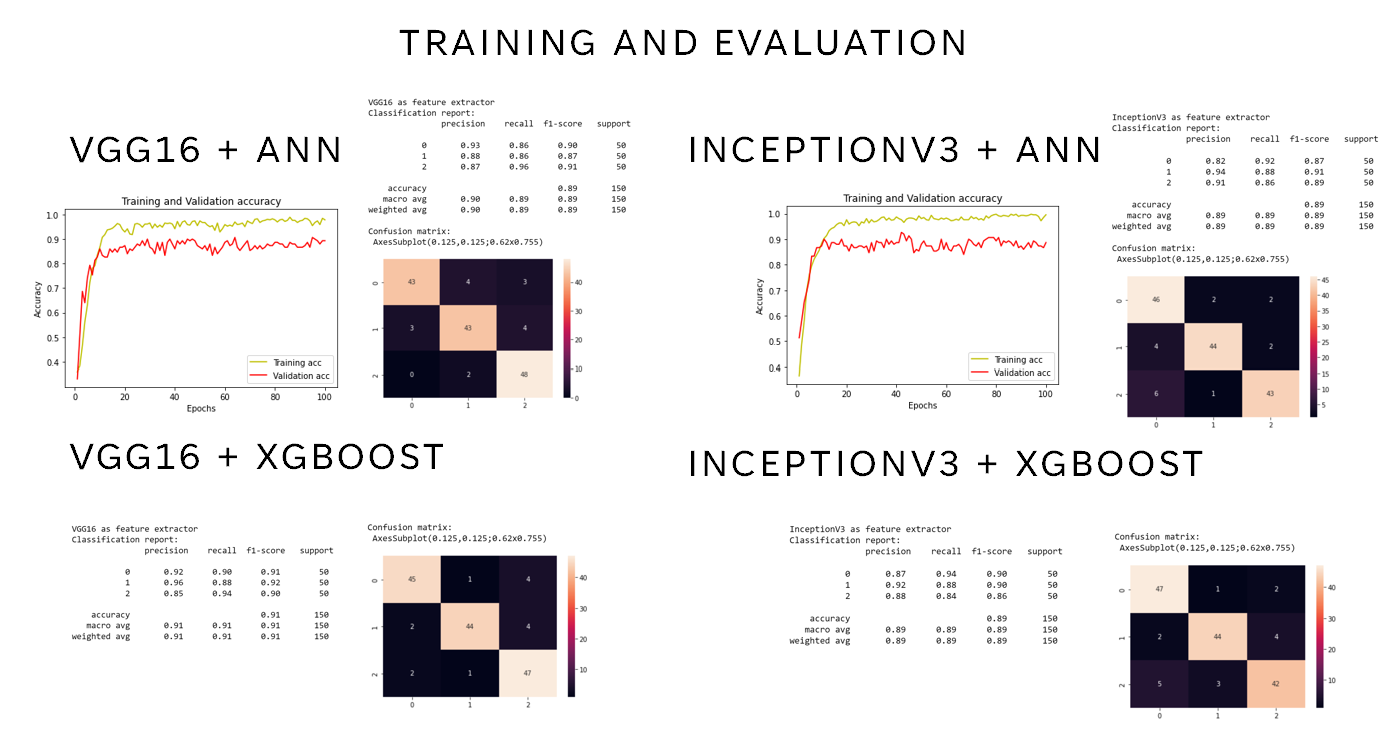 TRAINING AND EVALUATION
VGG16 + ANN
VGG16 as feature extractor
Classification report:
precision recall f1-score support
0 0.93 0.86 0.90 50
1 0.88 0.86 0.87 50
2 0.87 0.96 0.91 50
accuracy 0.89 150
macro avg 0.90 0.89 0.89 150
weighted avg 0.90 0.89 0.89 150
Confusion matrix:
AxesSubplot(0.125,0.125;0.62x0.755)
Training and Validation accuracy
1.0
0.9
0.8
0.7
0.6
0.5
0.4
Accuracy
Training acc
Validation acc
0 20 40 60 80 100
Epochs
0 43 4 3
1 3 43 4
2 0 2 48
0 1 2
40
30
20
10
0
INCEPTIONV3 + ANN
InceptionV3 as feature extractor
Classification report:
precision recall f1-score support
0 0.82 0.92 0.87 50
1 0.94 0.88 0.91 50
2 0.91 0.86 0.89 50
accuracy 0.89 150
macro avg 0.89 0.89 0.89 150
weighted avg 0.89 0.89 0.89 150
Confusion matrix:
AxesSubplot(0.125,0.125;0.62x0.755)
Training and Validation accuracy
1.0
0.9
0.8
0.7
0.6
0.5
0.4
Accuracy
Training acc
Validation acc
0 20 40 60 80 100
Epochs
0 46 2 2
1 4 44 2
2 6 1 43
0 1 2
45
40
35
30
25
20
15
10
5
VGG16 + XGBOOST
VGG16 as feature extractor
Classification report:
precision recall f1-score support
0 0.92 0.90 0.91 50
1 0.96 0.88 0.92 50
2 0.85 0.94 0.90 50
accuracy 0.91 150
macro avg 0.91 0.91 0.91 150
weighted avg 0.91 0.91 0.91 150
Confusion matrix:
AxesSubplot(0.125,0.125;0.62x0.755)
0 45 1 4
1 2 44 4
2 2 1 47
0 1 2
40
30
20
10
INCEPTIONV3 + XGBOOST
InceptionV3 as feature extractor
Classification report:
precision recall f1-score support
0 0.87 0.94 0.90 50
1 0.92 0.88 0.90 50
2 0.88 0.84 0.86 50
accuracy 0.89 150
macro avg 0.89 0.89 0.89 150
weighted avg 0.89 0.89 0.89 150
Confusion matrix:
AxesSubplot(0.125,0.125;0.62x0.755)
0 47 1 2
1 2 44 4
2 5 3 42
0 1 2
40
30
20
10